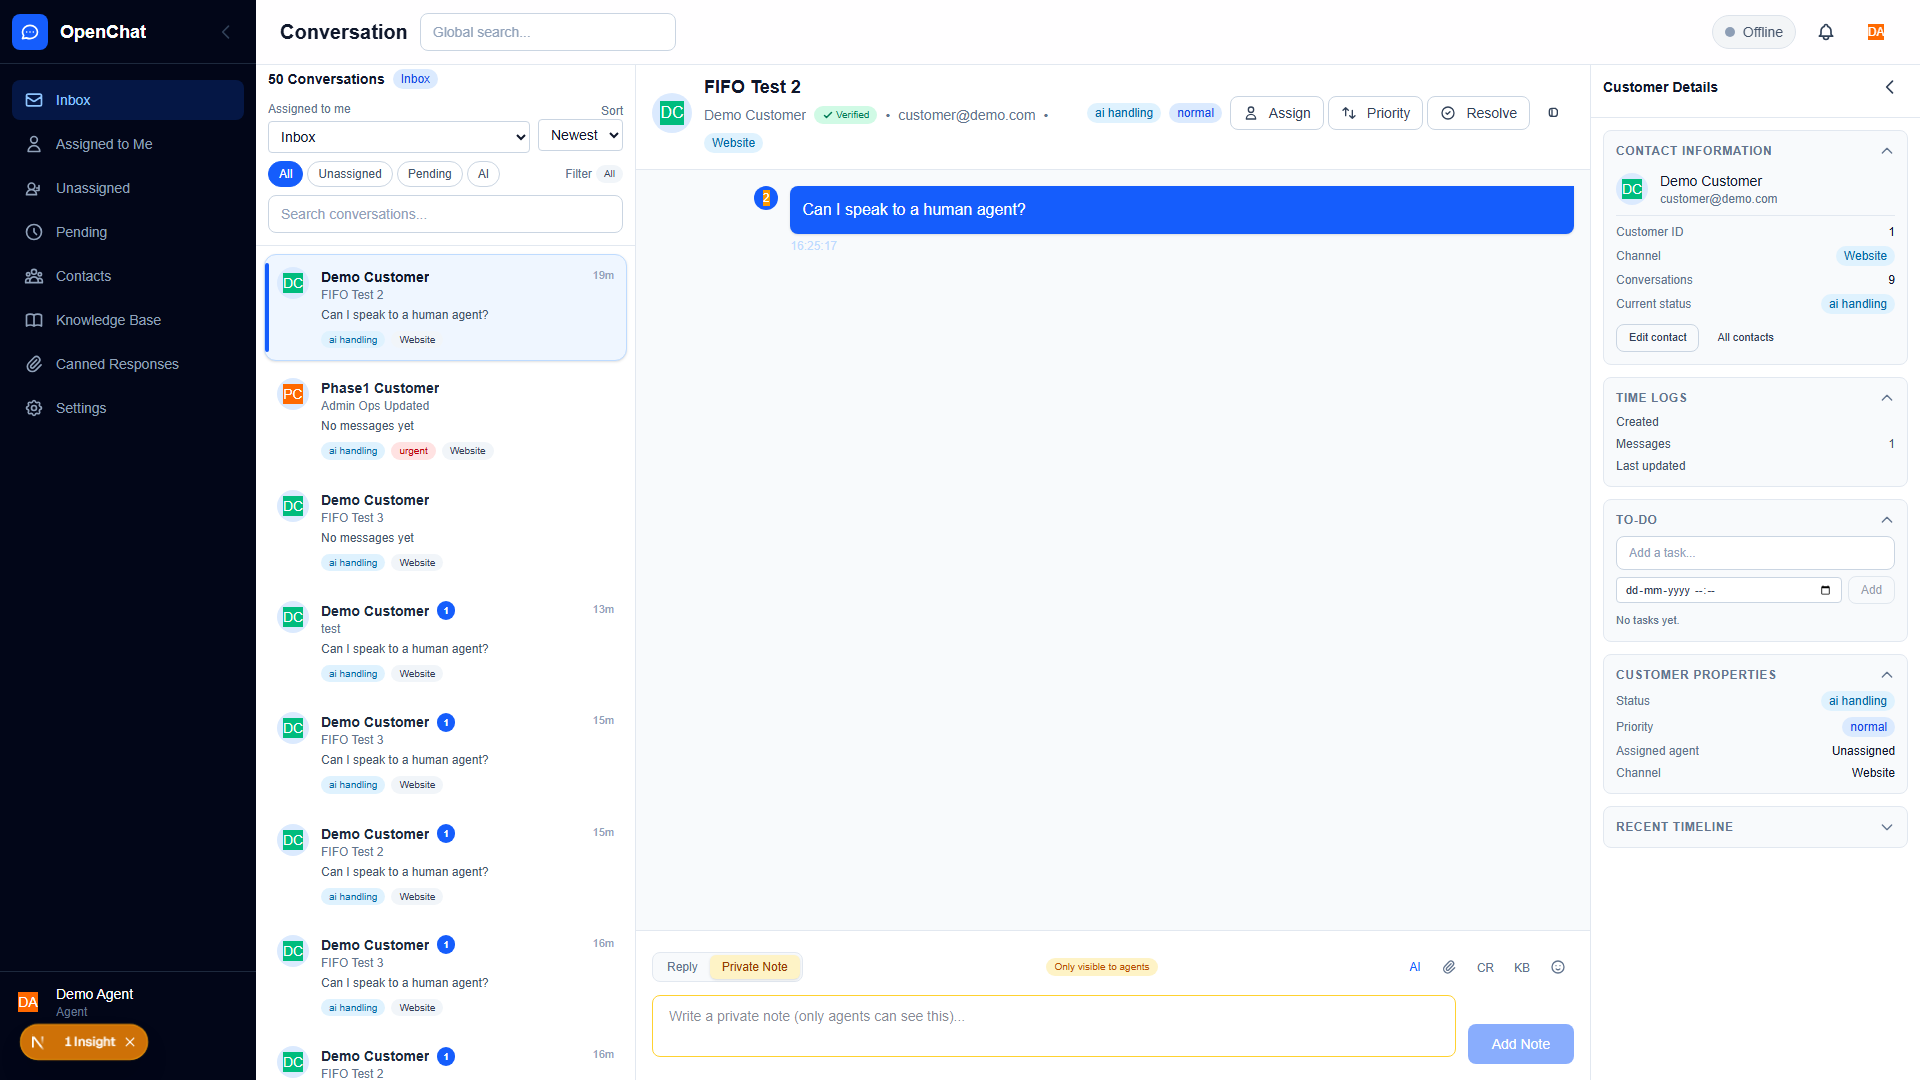 OpenChat
Inbox
Assigned to Me
Unassigned
Pending
Contacts
Knowledge Base
Canned Responses
Settings
DA
Demo Agent
Agent
N
1 Insight
Conversation
Global search...
Offline
DA
50 Conversations
Inbox
Assigned to me
Sort
Inbox
Newest
All
Unassigned
Pending
AI
Filter
All
Search conversations...
DC
Demo Customer
19m
FIFO Test 2
Can I speak to a human agent?
ai handling
Website
PC
Phase1 Customer
Admin Ops Updated
No messages yet
ai handling
urgent
Website
DC
Demo Customer
FIFO Test 3
No messages yet
ai handling
Website
DC
Demo Customer
1
13m
test
Can I speak to a human agent?
ai handling
Website
DC
Demo Customer
1
15m
FIFO Test 3
Can I speak to a human agent?
ai handling
Website
DC
Demo Customer
1
15m
FIFO Test 2
Can I speak to a human agent?
ai handling
Website
DC
Demo Customer
1
16m
FIFO Test 3
Can I speak to a human agent?
ai handling
Website
DC
Demo Customer
1
16m
FIFO Test 2
DC
FIFO Test 2
Demo Customer
Verified
• customer@demo.com •
Website
ai handling
normal
Assign
Priority
Resolve
2
Can I speak to a human agent?
16:25:17
Reply
Private Note
Only visible to agents
AI
CR
KB
Write a private note (only agents can see this)...
Add Note
Customer Details
CONTACT INFORMATION
DC
Demo Customer
customer@demo.com
Customer ID
1
Channel
Website
Conversations
9
Current status
ai handling
Edit contact
All contacts
TIME LOGS
Created
Messages
1
Last updated
TO-DO
Add a task...
dd-mm-yyyy --:--
Add
No tasks yet.
CUSTOMER PROPERTIES
Status
ai handling
Priority
normal
Assigned agent
Unassigned
Channel
Website
RECENT TIMELINE